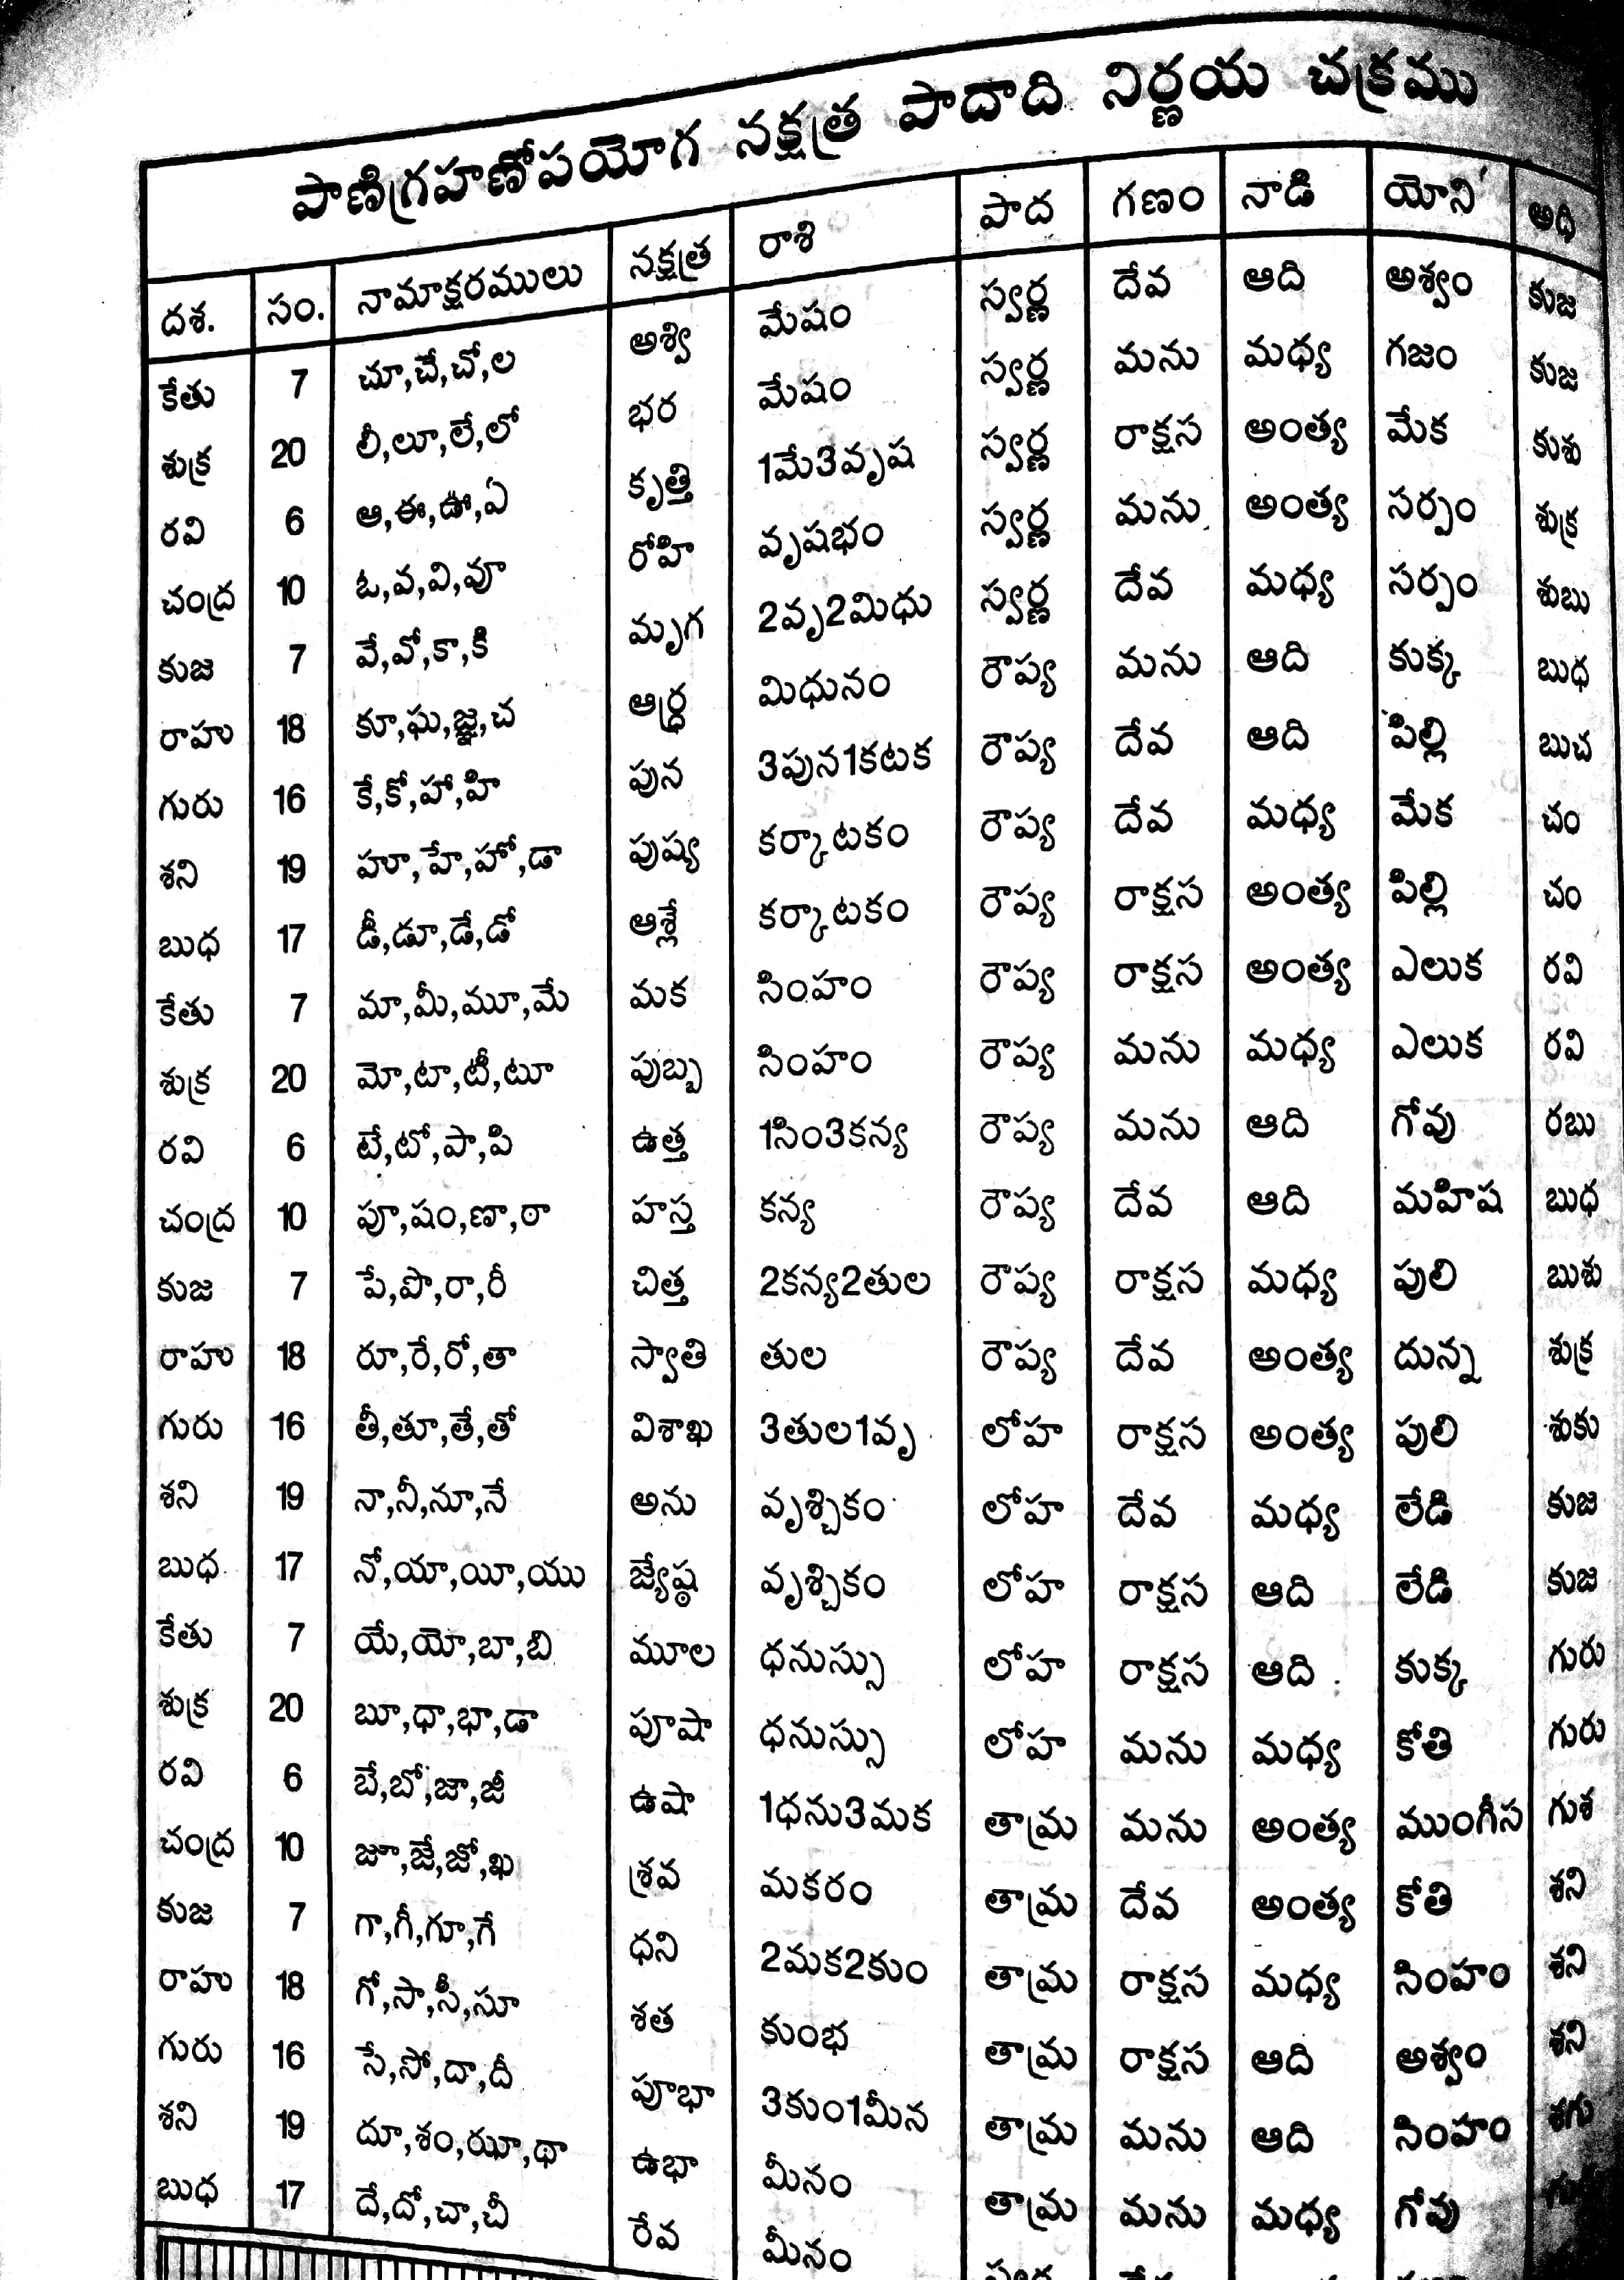 పాణిగ్రహణోపయోగ నక్షత్ర పాదాది నిర్ణయ చక్రము
దశ. సం. నామాక్షరములు నక్షత్ర రాశి పాద గణం నాడి యోని అధి
కేతు 7 చూ,చే,చో,ల అశ్వి మేషం స్వర్ణ దేవ ఆది అశ్వం కుజ
శుక్ర 20 లీ,లూ,లే,లో భర మేషం స్వర్ణ మను మధ్య గజం కుజ
రవి 6 ఆ,ఈ,ఊ,ఏ కృత్తి 1మే3వృష స్వర్ణ రాక్షస అంత్య మేక కుశు
చంద్ర 10 ఓ,వ,వి,వూ రోహి వృషభం స్వర్ణ మను అంత్య సర్పం శుక్ర
కుజ 7 వే,వో,కా,కి మృగ 2వృ2మిధు స్వర్ణ దేవ మధ్య సర్పం శుబు
రాహు 18 కూ,ఘ,జ్ఞ,చ ఆర్ధ్ర మిధునం రౌప్య మను ఆది కుక్క బుధ
గురు 16 కే,కో,హా,హి పున 3పున1కటక రౌప్య దేవ ఆది పిల్లి బుచ
శని 19 హూ,హే,హో,డా పుష్య కర్కాటకం రౌప్య దేవ మధ్య మేక చం
బుధ 17 డీ,డూ,డే,డో ఆశ్లే కర్కాటకం రౌప్య రాక్షస అంత్య పిల్లి చం
కేతు 7 మా,మీ,మూ,మే మక సింహం రౌప్య రాక్షస అంత్య ఎలుక రవి
శుక్ర 20 మో,టా,టీ,టూ పుబ్బ సింహం రౌప్య మను మధ్య ఎలుక రవి
రవి 6 టే,టో,పా,పి ఉత్త 1సిం3కన్య రౌప్య మను ఆది గోవు రబు
చంద్ర 10 పూ,షం,ణా,ఠా హస్త కన్య రౌప్య దేవ ఆది మహిష బుధ
కుజ 7 పే,పొ,రా,రీ చిత్త 2కన్య2తుల రౌప్య రాక్షస మధ్య పులి బుశు
రాహు 18 రూ,రే,రో,తా స్వాతి తుల రౌప్య దేవ అంత్య దున్న శుక్ర
గురు 16 తీ,తూ,తే,తో విశాఖ 3తుల1వృ లోహ రాక్షస అంత్య పులి శుకు
శని 19 నా,నీ,నూ,నే అను వృశ్చికం లోహ దేవ మధ్య లేడి కుజ
బుధ 17 నో,యా,యీ,యు జ్యేష్ఠ వృశ్చికం లోహ రాక్షస ఆది లేడి కుజ
కేతు 7 యే,యో,బా,బి మూల ధనుస్సు లోహ రాక్షస ఆది కుక్క గురు
శుక్ర 20 బూ,ధా,భా,డా పూషా ధనుస్సు లోహ మను మధ్య కోతి గురు
రవి 6 బే,బో,జా,జీ ఉషా 1ధను3మక తామ్ర మను అంత్య ముంగీస గుశ
చంద్ర 10 జూ,జే,జో,ఖ శ్రవ మకరం తామ్ర దేవ అంత్య కోతి శని
కుజ 7 గా,గీ,గూ,గే ధని 2మక2కుం తామ్ర రాక్షస మధ్య సింహం శని
రాహు 18 గో,సా,సీ,సూ శత కుంభ తామ్ర రాక్షస ఆది అశ్వం శని
గురు 16 సే,సో,దా,దీ పూభా 3కుం1మీన తామ్ర మను ఆది సింహం శగు
శని 19 దూ,శం,ఝా,థా ఉభా మీనం తామ్ర మను మధ్య గోవు
బుధ 17 దే,దో,చా,చీ రేవ మీనం